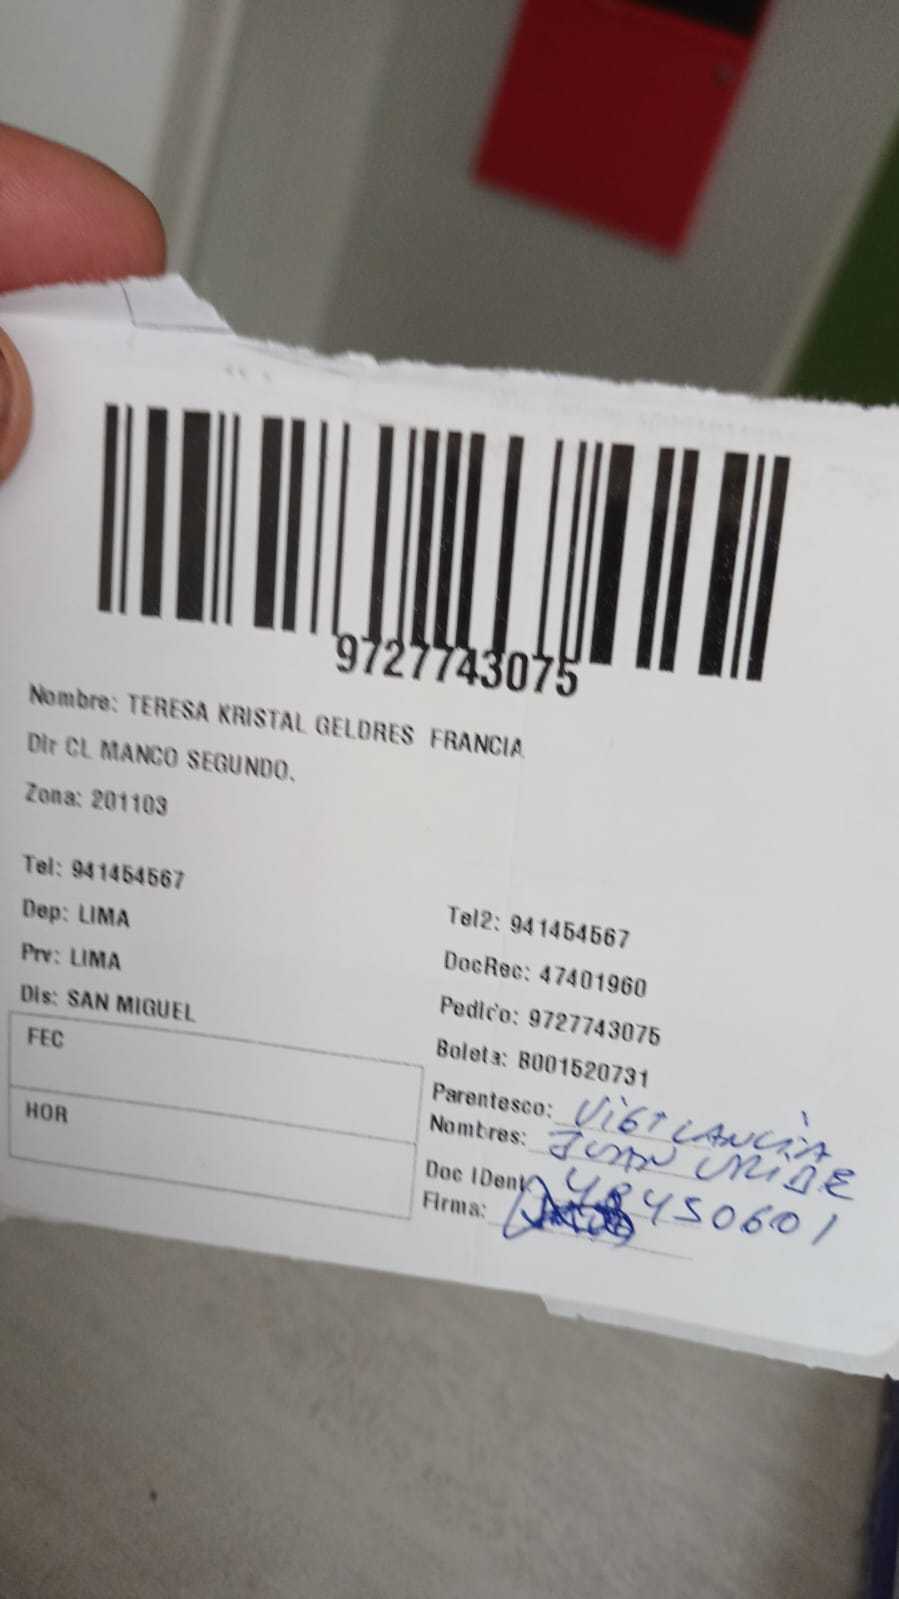 9727743075
Nombre: TERESA KRISTAL GELDRES FRANCIA
Dir CL MANCO SEGUNDO.
Zona: 201103
Tel: 941454567
Tel2: 941454567
Dep: LIMA
DocRec: 47401960
Prv: LIMA
Pedido: 9727743075
Dis: SAN MIGUEL
Boleta: B001520731
FEC
Parentesco: VIGILANCIA
HOR
Nombres: JUAN URIBE
Doc IDent 48450601
Firma: